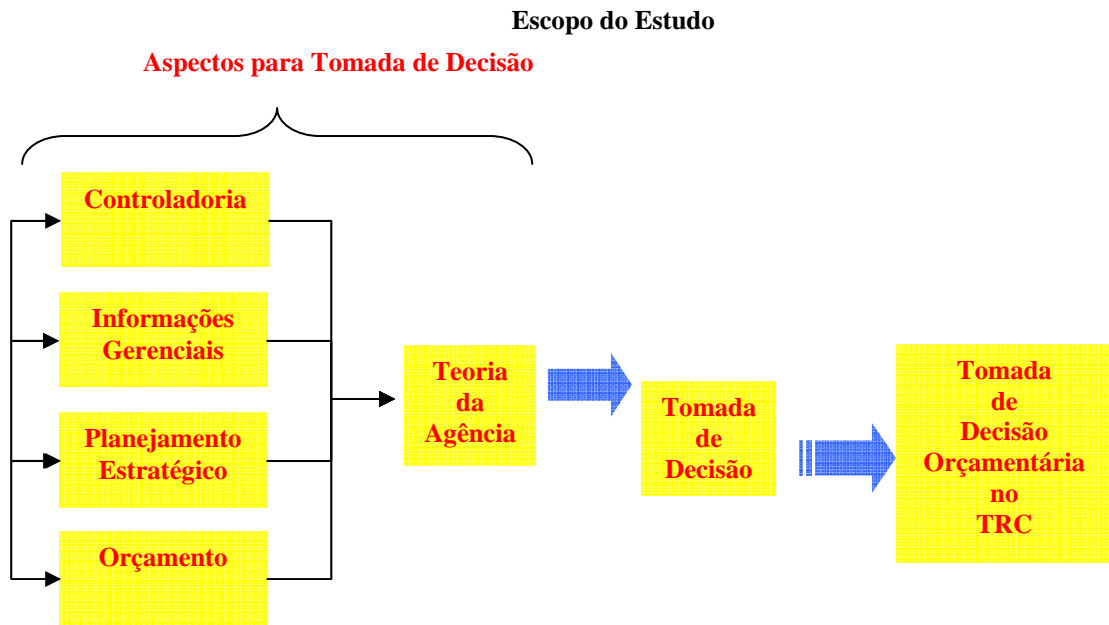 Escopo do Estudo
Aspectos para Tomada de Decisão
Controladoria
Informações
Gerenciais
Planejamento
Estratégico
Orçamento
Teoria
da
Agência
Tomada
de
Decisão
Tomada
de
Decisão
Orçamentária
no
TRC